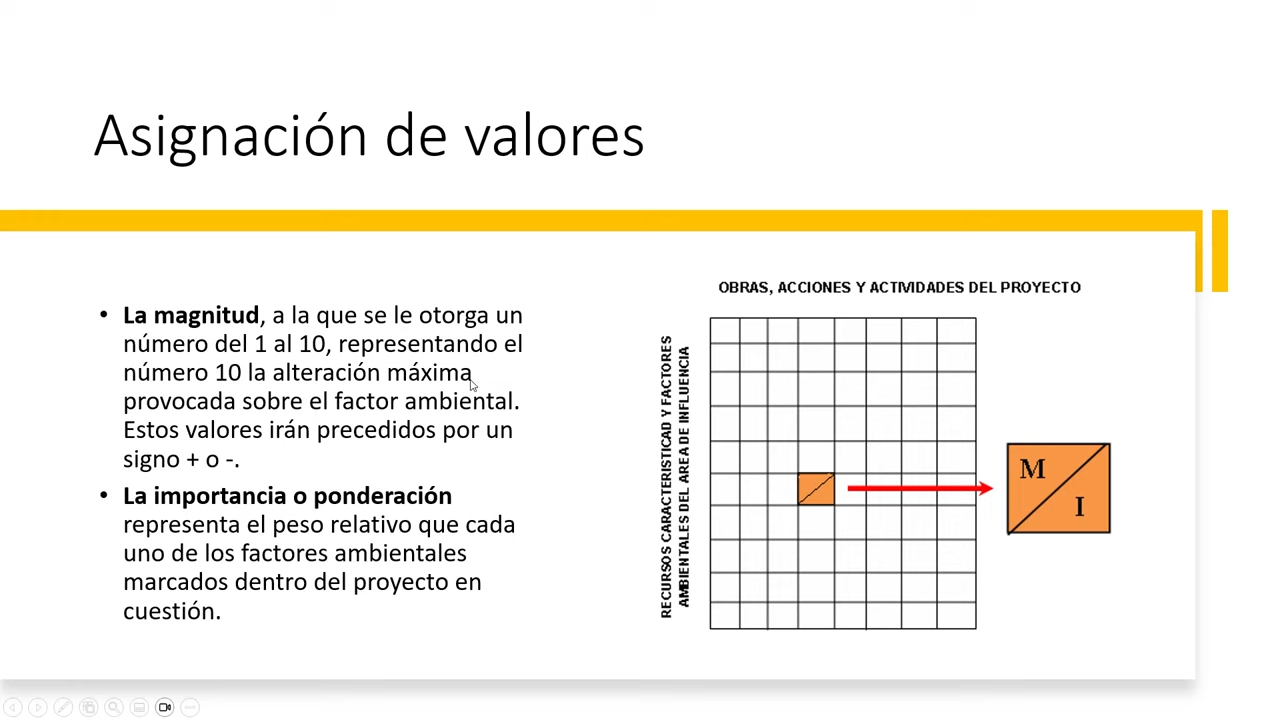 Asignación de valores
• La magnitud, a la que se le otorga un
número del 1 al 10, representando el
número 10 la alteración máxima
provocada sobre el factor ambiental.
Estos valores irán precedidos por un
signo + o -.
• La importancia o ponderación
representa el peso relativo que cada
uno de los factores ambientales
marcados dentro del proyecto en
cuestión.
OBRAS, ACCIONES Y ACTIVIDADES DEL PROYECTO
RECURSOS CARACTERISTICAD Y FACTORES
AMBIENTALES DEL AREA DE INFLUENCIA
M
I